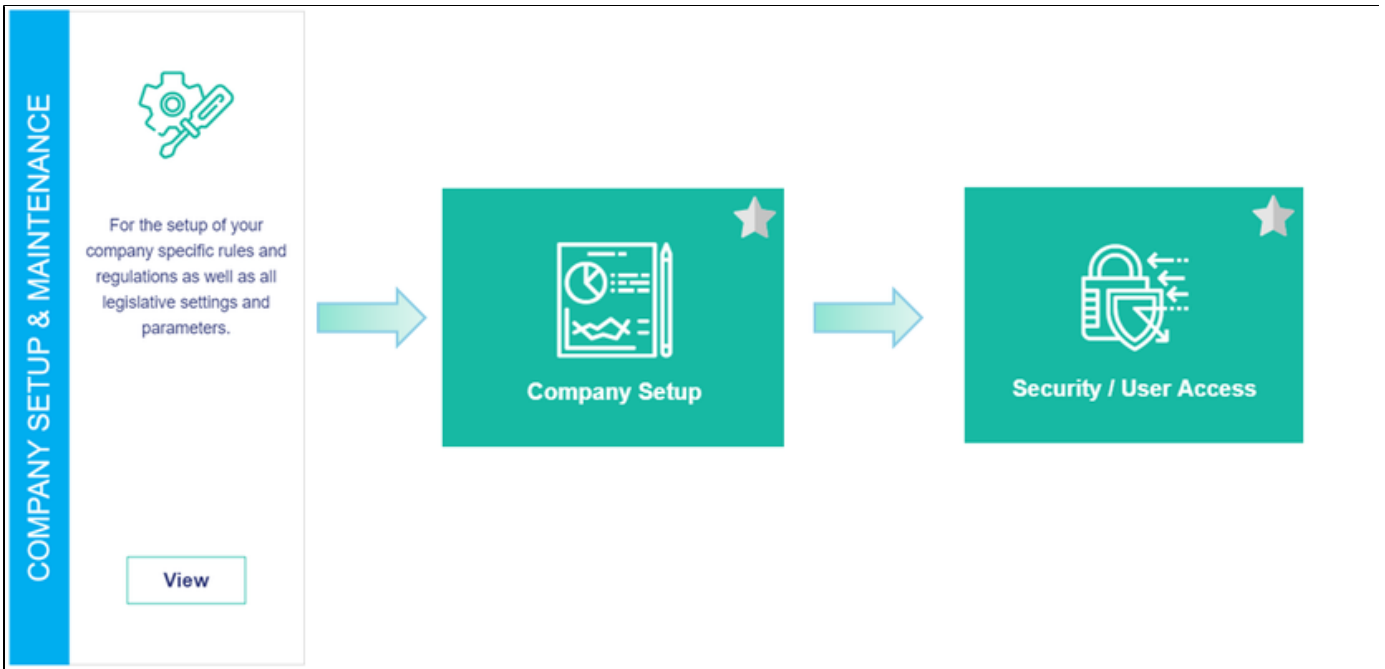 COMPANY SETUP & MAINTENANCE
For the setup of your
company specific rules and
regulations as well as all
legislative settings and
parameters.
View
Company Setup
Security / User Access